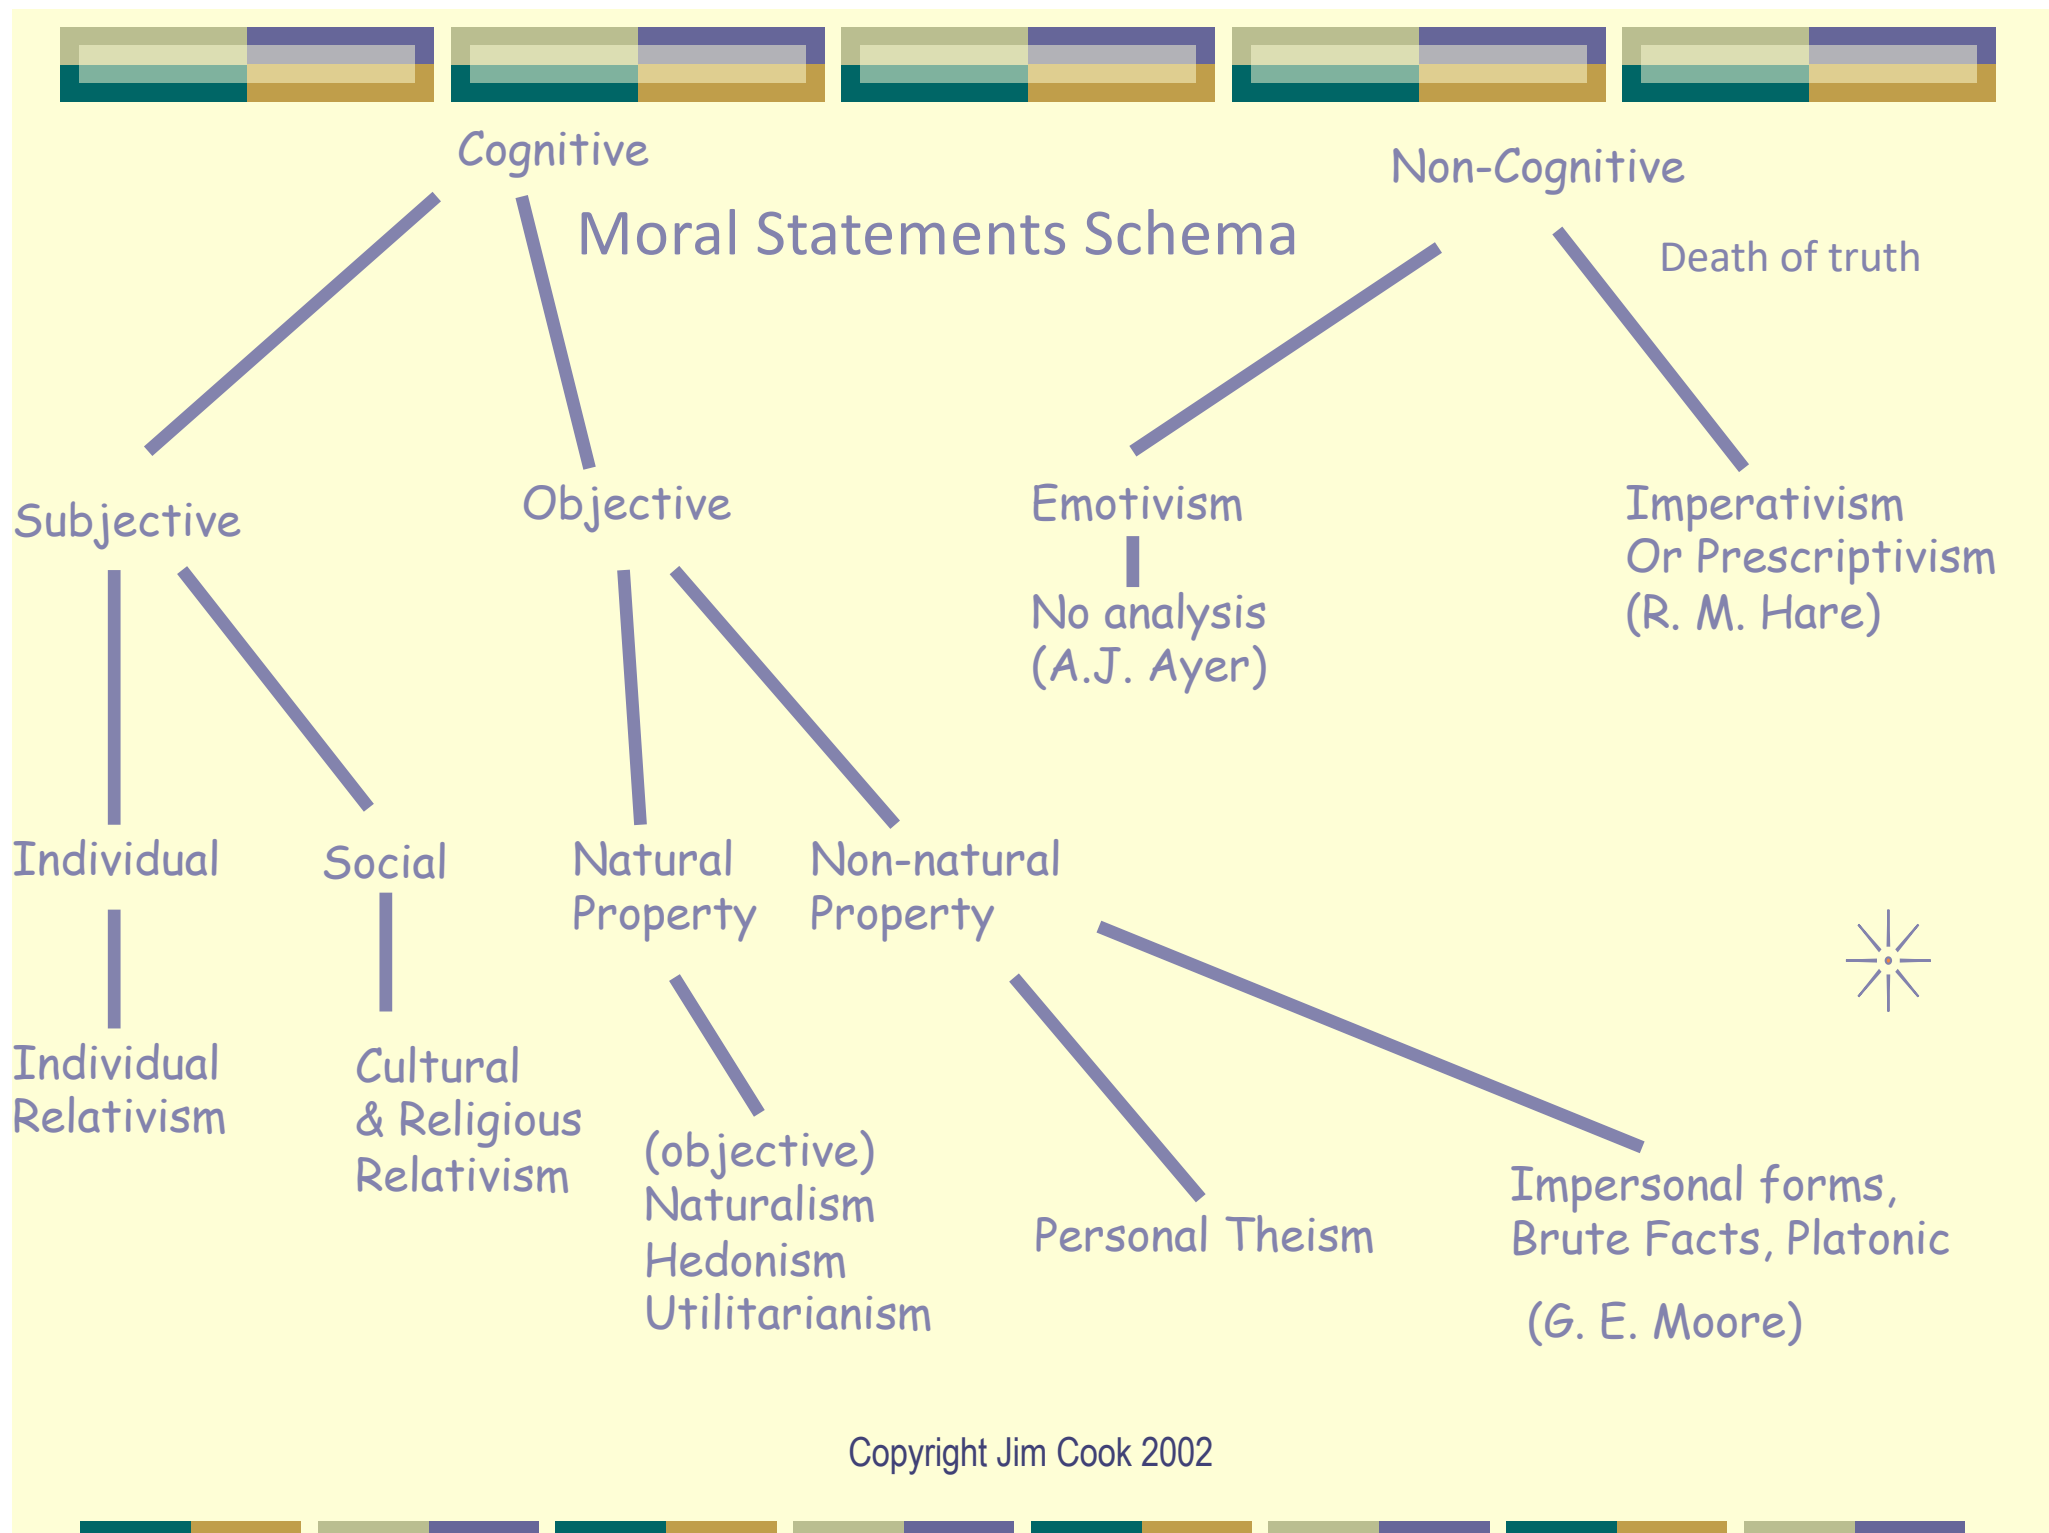 Cognitive
Non-Cognitive
Moral Statements Schema
Death of truth
Subjective
Objective
Emotivism
No analysis
(A.J. Ayer)
Imperativism
Or Prescriptivism
(R. M. Hare)
Individual
Social
Natural
Property
Non-natural
Property
Individual
Relativism
Cultural
& Religious
Relativism
(objective)
Naturalism
Hedonism
Utilitarianism
Personal Theism
Impersonal forms,
Brute Facts, Platonic
(G. E. Moore)
Copyright Jim Cook 2002